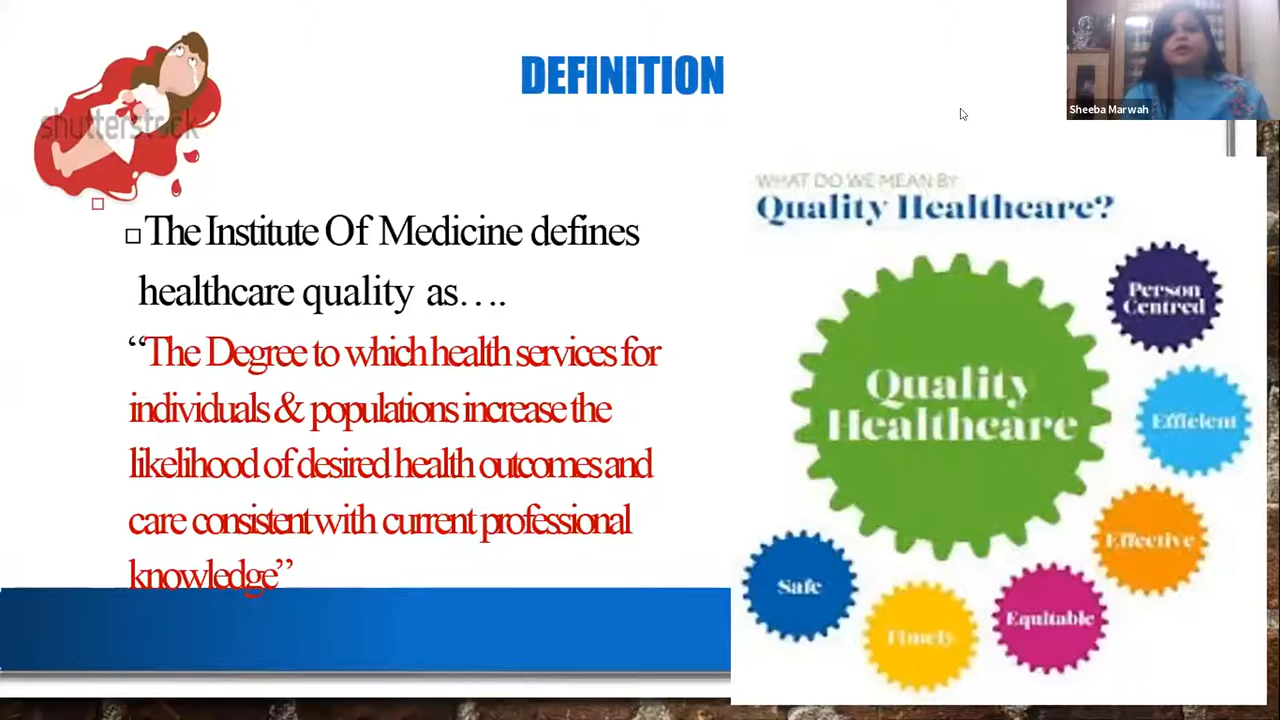 DEFINITION
Sheeba Marwah
shutterstock
□The Institute Of Medicine defines
healthcare quality as….
“The Degree to which health services for
individuals & populations increase the
likelihood of desired health outcomes and
care consistent with current professional
knowledge”
WHAT DO WE MEAN BY
Quality Healthcare?
Quality
Healthcare
Person
Centred
Efficient
Effective
Equitable
Timely
Safe